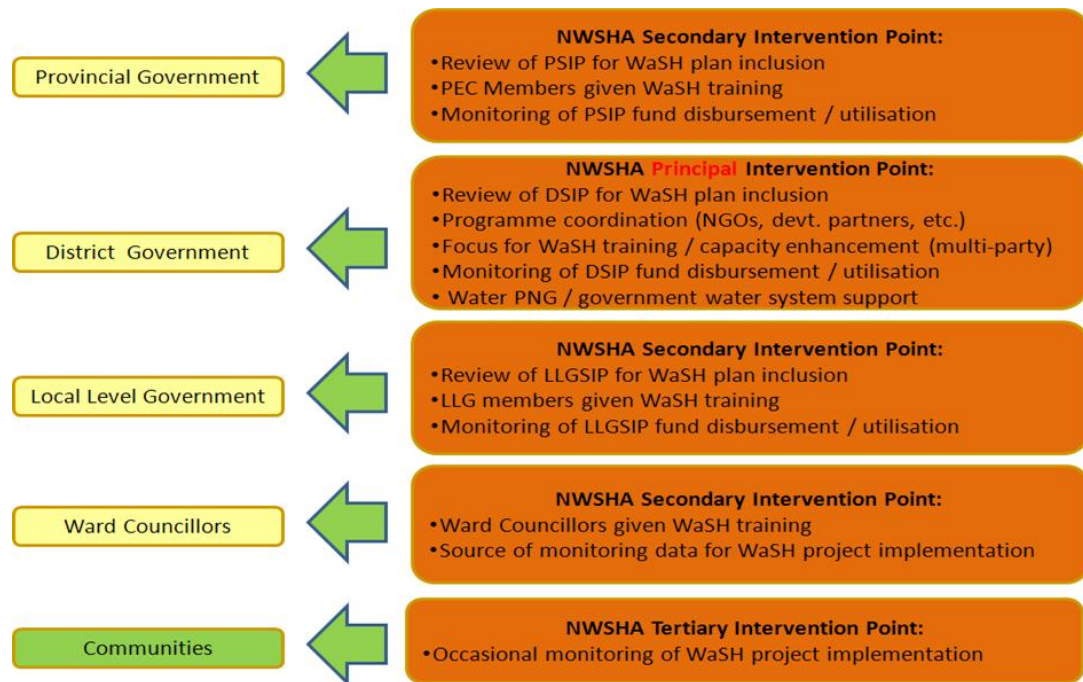 Provincial Government
NWSHA Secondary Intervention Point:
•Review of PSIP for WaSH plan inclusion
•PEC Members given WaSH training
•Monitoring of PSIP fund disbursement / utilisation
District Government
NWSHA Principal Intervention Point:
•Review of DSIP for WaSH plan inclusion
•Programme coordination (NGOs, devt. partners, etc.)
•Focus for WaSH training / capacity enhancement (multi-party)
•Monitoring of DSIP fund disbursement / utilisation
• Water PNG / government water system support
Local Level Government
NWSHA Secondary Intervention Point:
•Review of LLGSIP for WaSH plan inclusion
•LLG members given WaSH training
•Monitoring of LLGSIP fund disbursement / utilisation
Ward Councillors
NWSHA Secondary Intervention Point:
•Ward Councillors given WaSH training
•Source of monitoring data for WaSH project implementation
Communities
NWSHA Tertiary Intervention Point:
•Occasional monitoring of WaSH project implementation